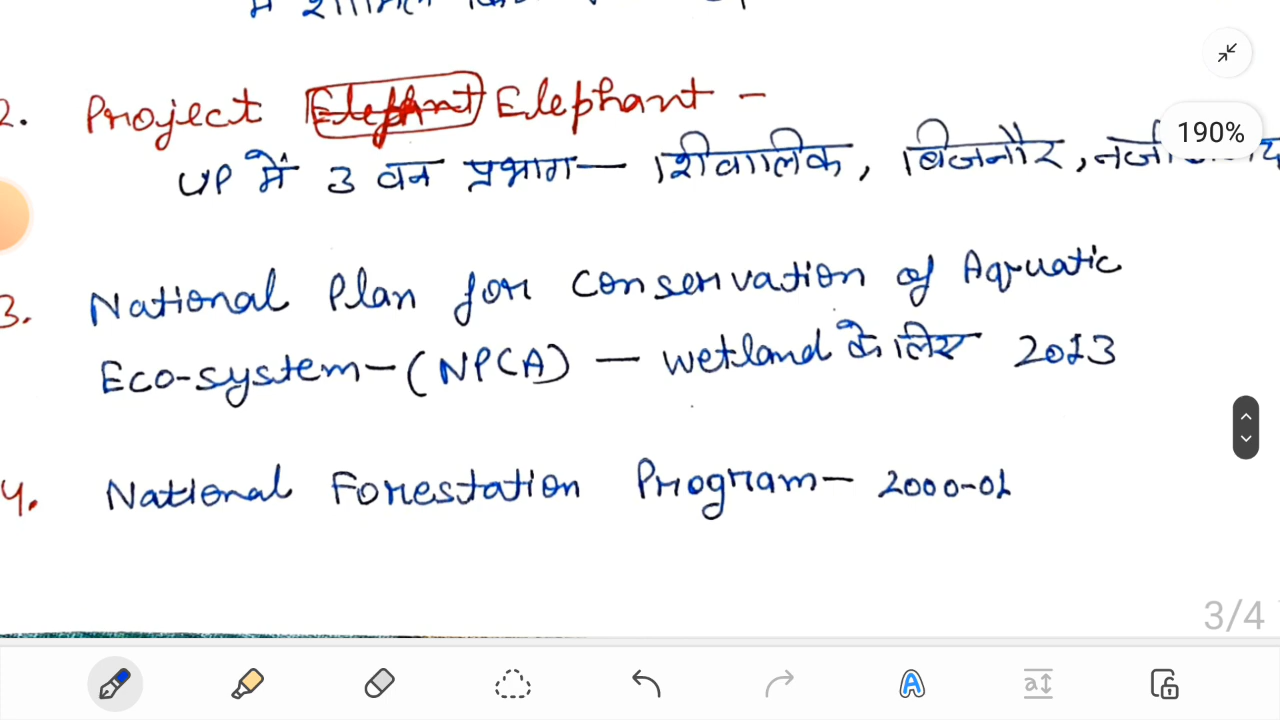 2. Project Elephant -
UP में 3 वन प्रभाग - शिवालिक, बिजनौर,
190%
3. National Plan for Conservation of Aquatic
Eco-system - (NPCA) - wetland के लिए 2013
4. National Forestation Program - 2000-01
3/4